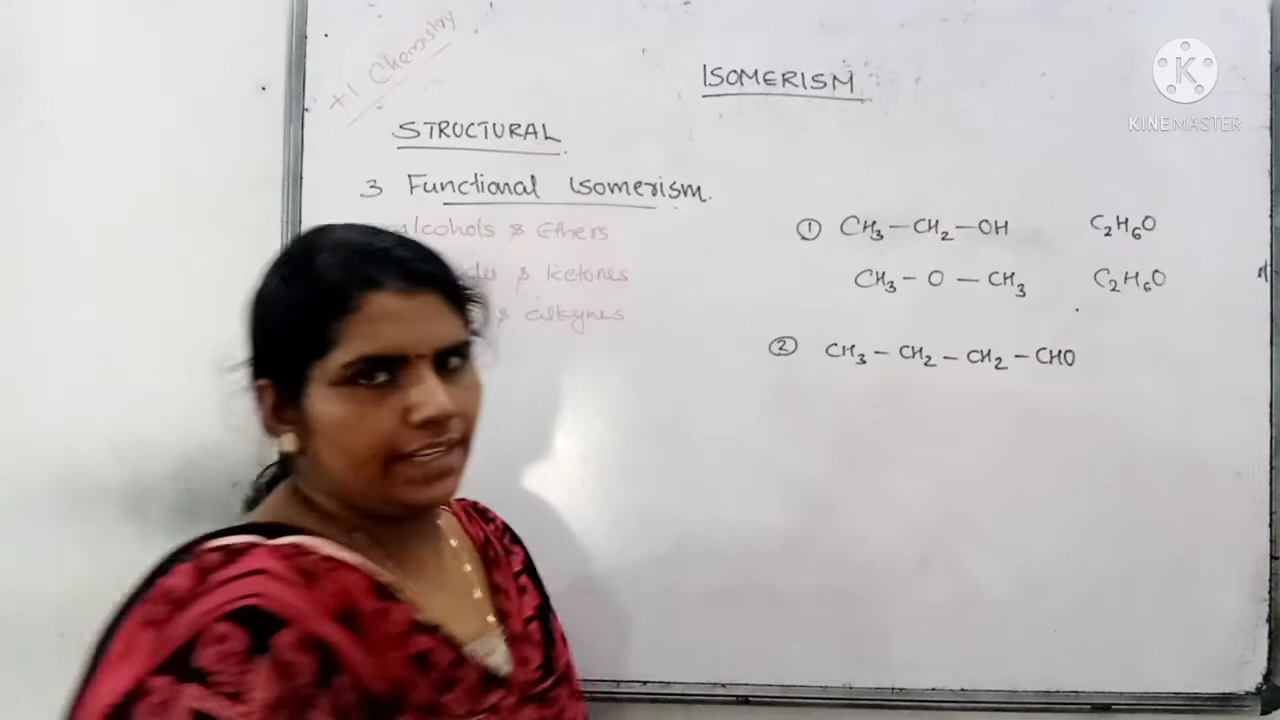 +1 Chemistry
ISOMERISM
KINEMASTER
STRUCTURAL
3 Functional Isomerism.
alcohols & Ethers
& ketones
& alkynes
① CH₃–CH₂–OH C₂H₆O
CH₃–O–CH₃ C₂H₆O
② CH₃–CH₂–CH₂–CHO